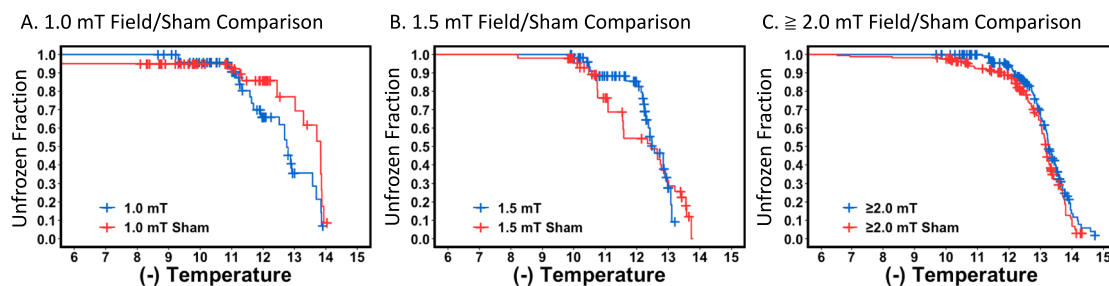 A. 1.0 mT Field/Sham Comparison
Unfrozen Fraction
1.0
0.9
0.8
0.7
0.6
0.5
0.4
0.3
0.2
0.1
0.0
1.0 mT
1.0 mT Sham
6 7 8 9 10 11 12 13 14 15
(-) Temperature
B. 1.5 mT Field/Sham Comparison
Unfrozen Fraction
1.0
0.9
0.8
0.7
0.6
0.5
0.4
0.3
0.2
0.1
0.0
1.5 mT
1.5 mT Sham
6 7 8 9 10 11 12 13 14 15
(-) Temperature
C. ≧ 2.0 mT Field/Sham Comparison
Unfrozen Fraction
1.0
0.9
0.8
0.7
0.6
0.5
0.4
0.3
0.2
0.1
0.0
≥2.0 mT
≥2.0 mT Sham
6 7 8 9 10 11 12 13 14 15
(-) Temperature